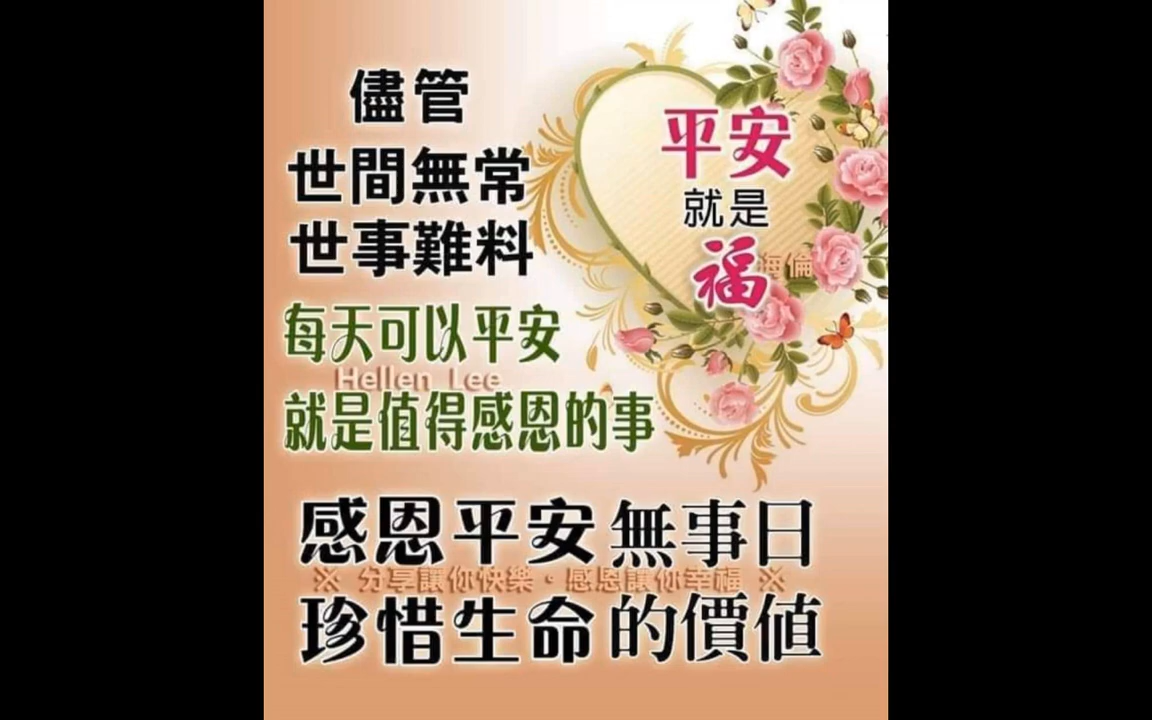 儘管
世間無常
世事難料
平安
就是
福
海倫
每天可以平安
Hellen Lee
就是值得感恩的事
感恩平安無事日
※ 分享讓你快樂。感恩讓你幸福 ※
珍惜生命的價值